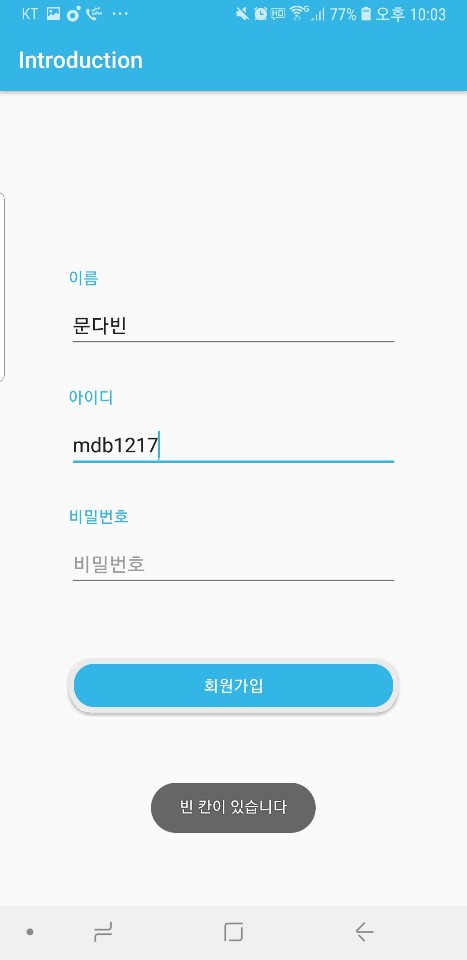 KT 77% 오후 10:03
Introduction
이름
문다빈
아이디
mdb1217
비밀번호
비밀번호
회원가입
빈 칸이 있습니다